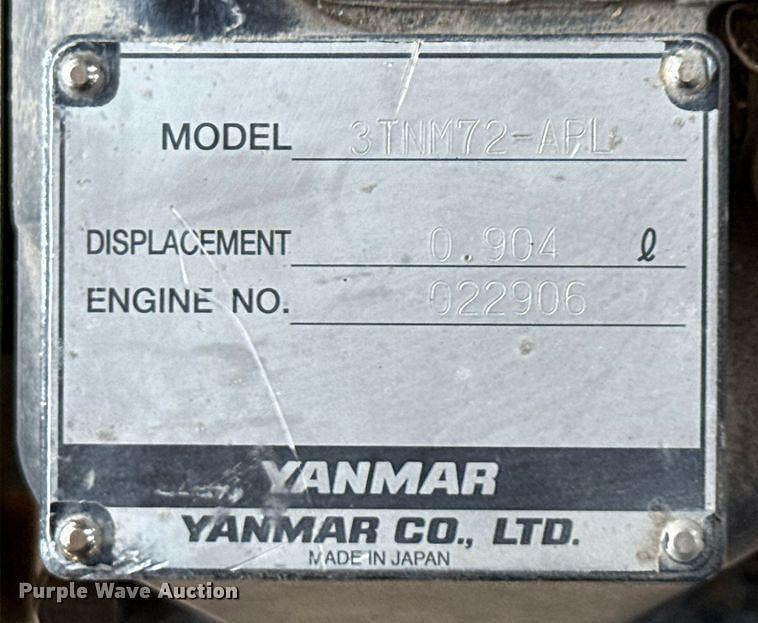 MODEL 3TNM72-APL
DISPLACEMENT 0.904 ℓ
ENGINE NO. 022906
YANMAR
YANMAR CO., LTD.
MADE IN JAPAN
Purple Wave Auction